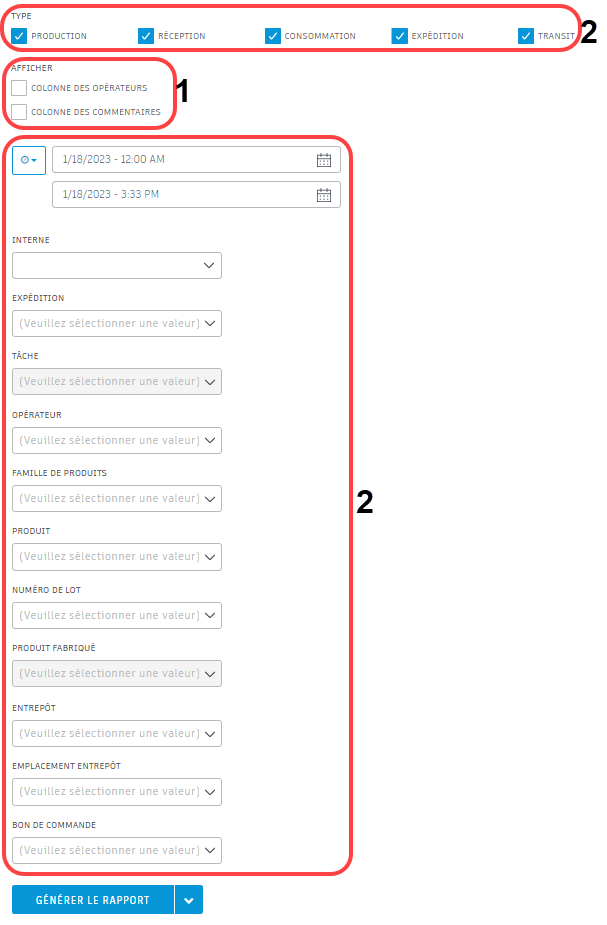 TYPE
PRODUCTION RÉCEPTION CONSOMMATION EXPÉDITION TRANSIT 2
AFFICHER
COLONNE DES OPÉRATEURS 1
COLONNE DES COMMENTAIRES
1/18/2023 - 12:00 AM
1/18/2023 - 3:33 PM
INTERNE
EXPÉDITION
(Veuillez sélectionner une valeur)
TÂCHE
(Veuillez sélectionner une valeur)
OPÉRATEUR
(Veuillez sélectionner une valeur)
FAMILLE DE PRODUITS
(Veuillez sélectionner une valeur) 2
PRODUIT
(Veuillez sélectionner une valeur)
NUMÉRO DE LOT
(Veuillez sélectionner une valeur)
PRODUIT FABRIQUÉ
(Veuillez sélectionner une valeur)
ENTREPÔT
(Veuillez sélectionner une valeur)
EMPLACEMENT ENTREPÔT
(Veuillez sélectionner une valeur)
BON DE COMMANDE
(Veuillez sélectionner une valeur)
GÉNÉRER LE RAPPORT